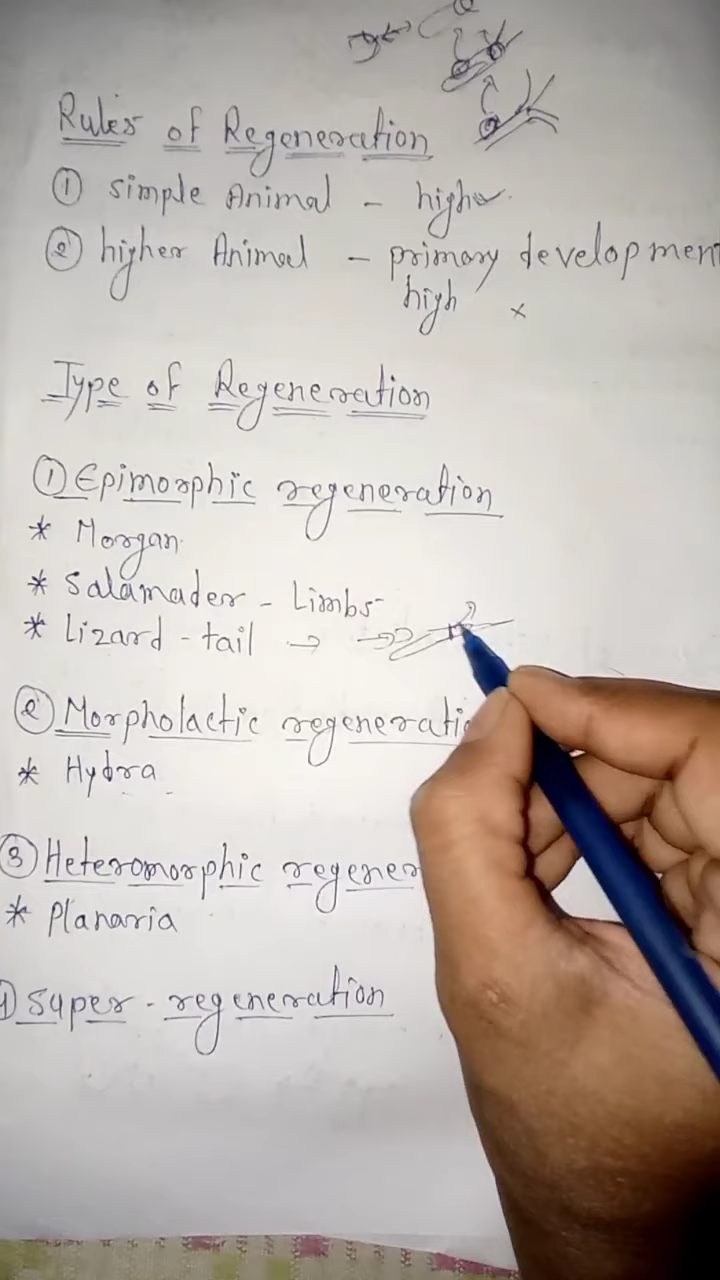 Rules of Regeneration
① simple Animal - higher
② higher Animal - primary development
high ×
Type of Regeneration
① Epimorphic regeneration
* Morgan
* Salamader - Limbs
* Lizard - tail →
② Morpholactic regeneratio
* Hydra
③ Heteromorphic regener
* Planaria
④ Super - regeneration